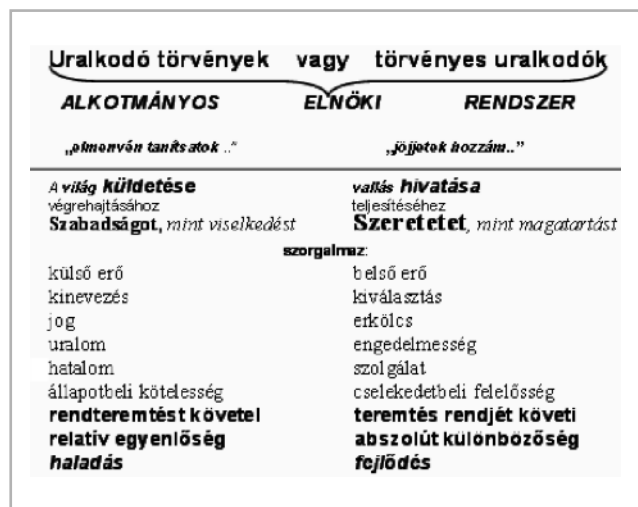 Uralkodó törvények vagy törvényes uralkodók
ALKOTMÁNYOS ELNÖKI RENDSZER
„elmenvén tanítsatok .." „jöjjetek hozzám.."
A világ küldetése vallás hivatása
végrehajtásához teljesítéséhez
Szabadságot, mint viselkedést Szeretetet, mint magatartást
szorgalmaz:
külső erő belső erő
kinevezés kiválasztás
jog erkölcs
uralom engedelmesség
hatalom szolgálat
állapotbeli kötelesség cselekedetbeli felelősség
rendteremtést követel teremtés rendjét követi
relatív egyenlőség abszolút különbözőség
haladás fejlődés